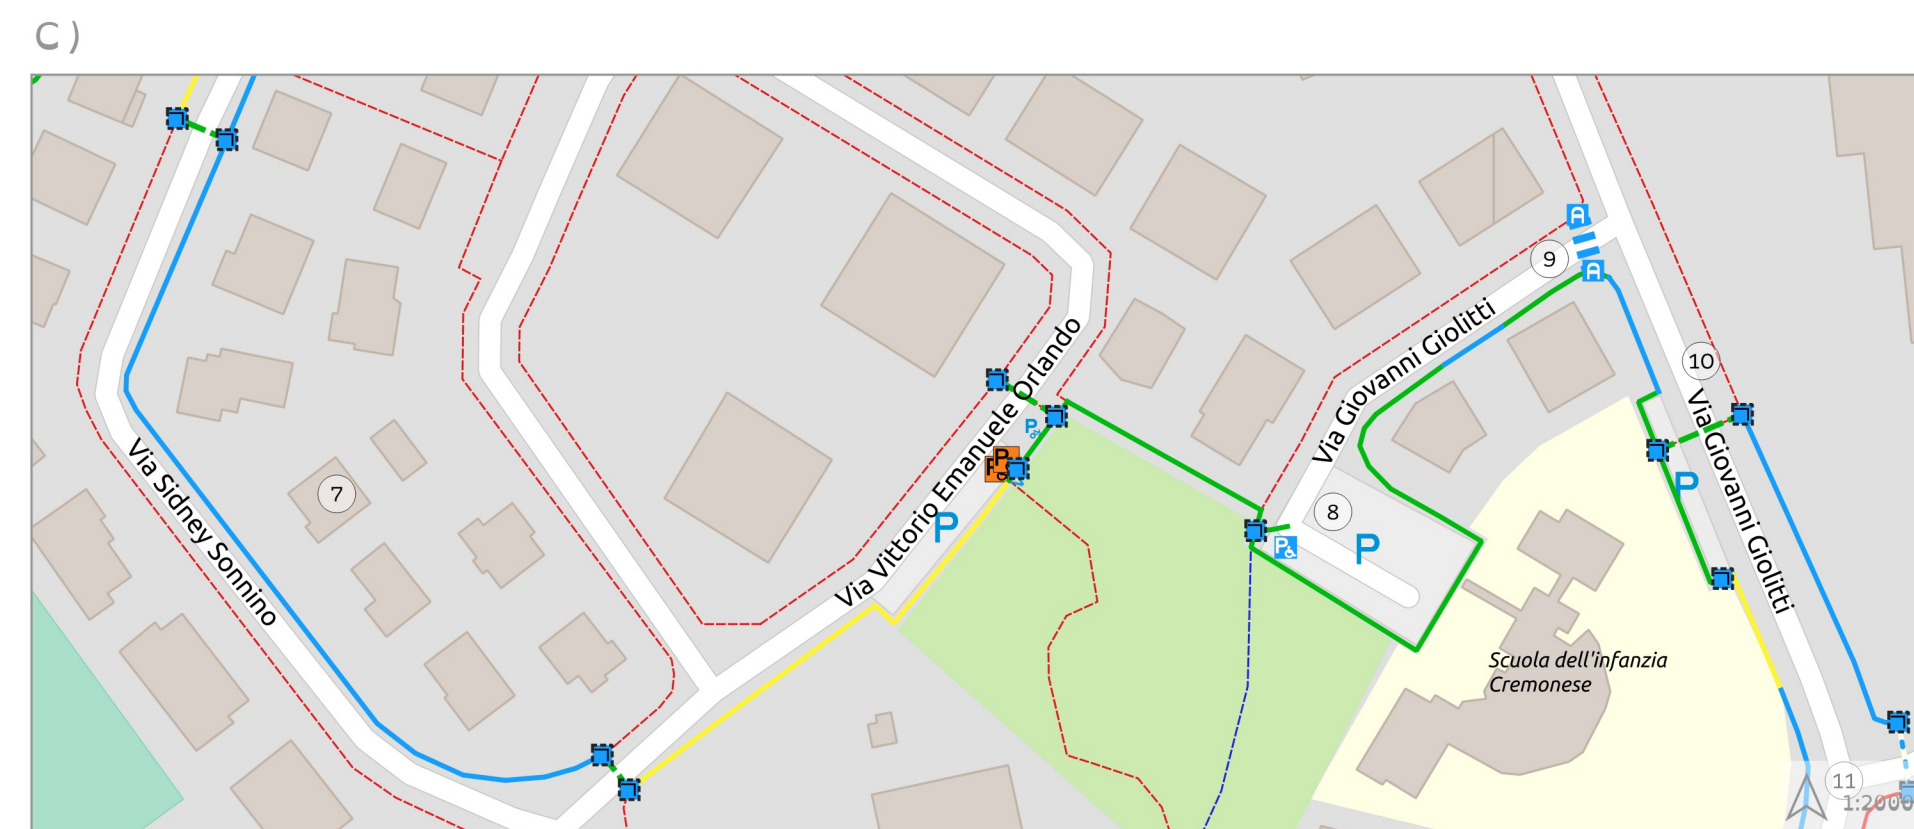 C )
A
9
A
Via Giovanni Giolitti
Via Vittorio Emanuele Orlando
10
Via Giovanni Giolitti
P
P
P
7
Via Sidney Sonnino
P
8
P
P
P
Scuola dell'infanzia
Cremonese
11
1:2000